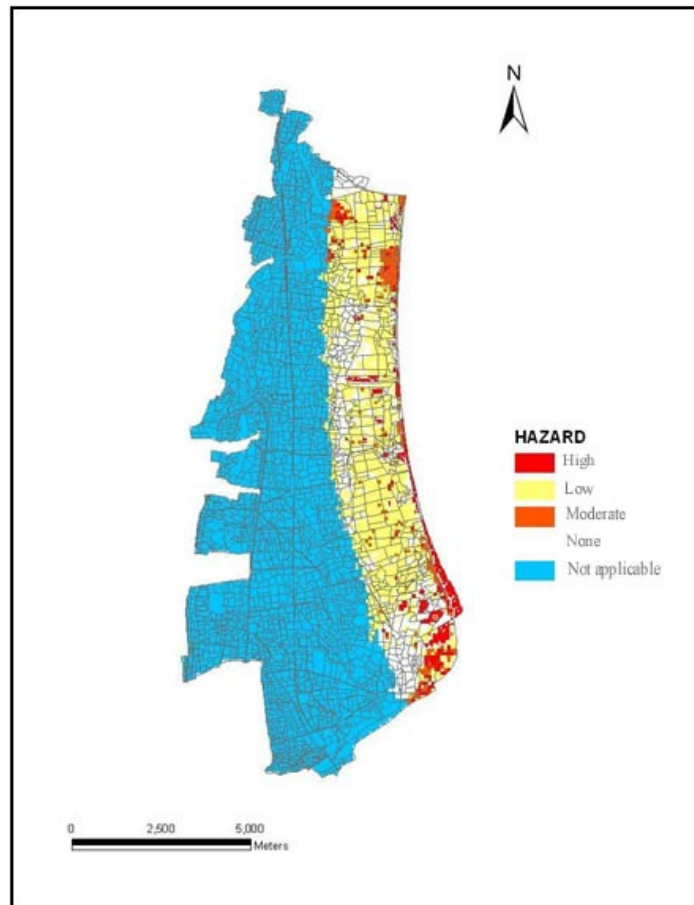 N
HAZARD
High
Low
Moderate
None
Not applicable
0 2,500 5,000
Meters